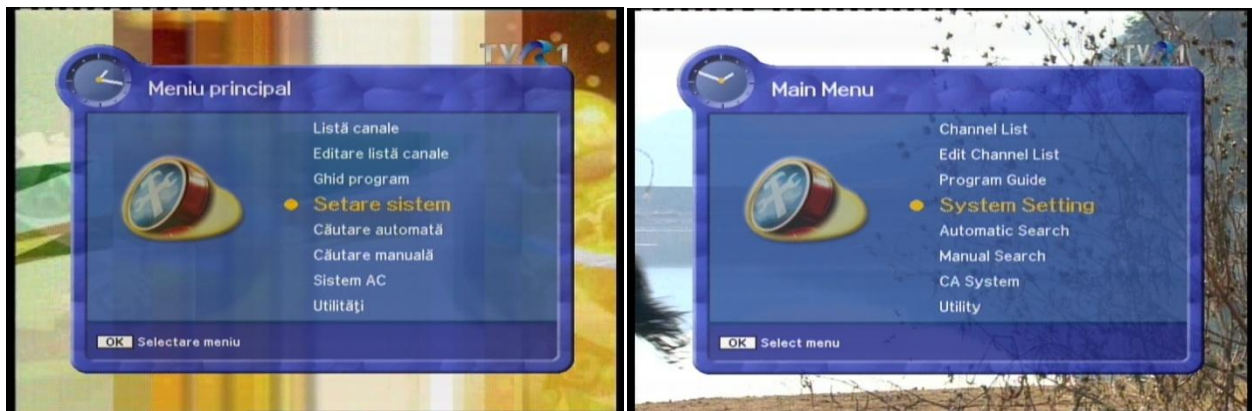 TVR1
Meniu principal
Listă canale
Editare listă canale
Ghid program
Setare sistem
Căutare automată
Căutare manuală
Sistem AC
Utilităţi
OK Selectare meniu
TVR1
Main Menu
Channel List
Edit Channel List
Program Guide
System Setting
Automatic Search
Manual Search
CA System
Utility
OK Select menu